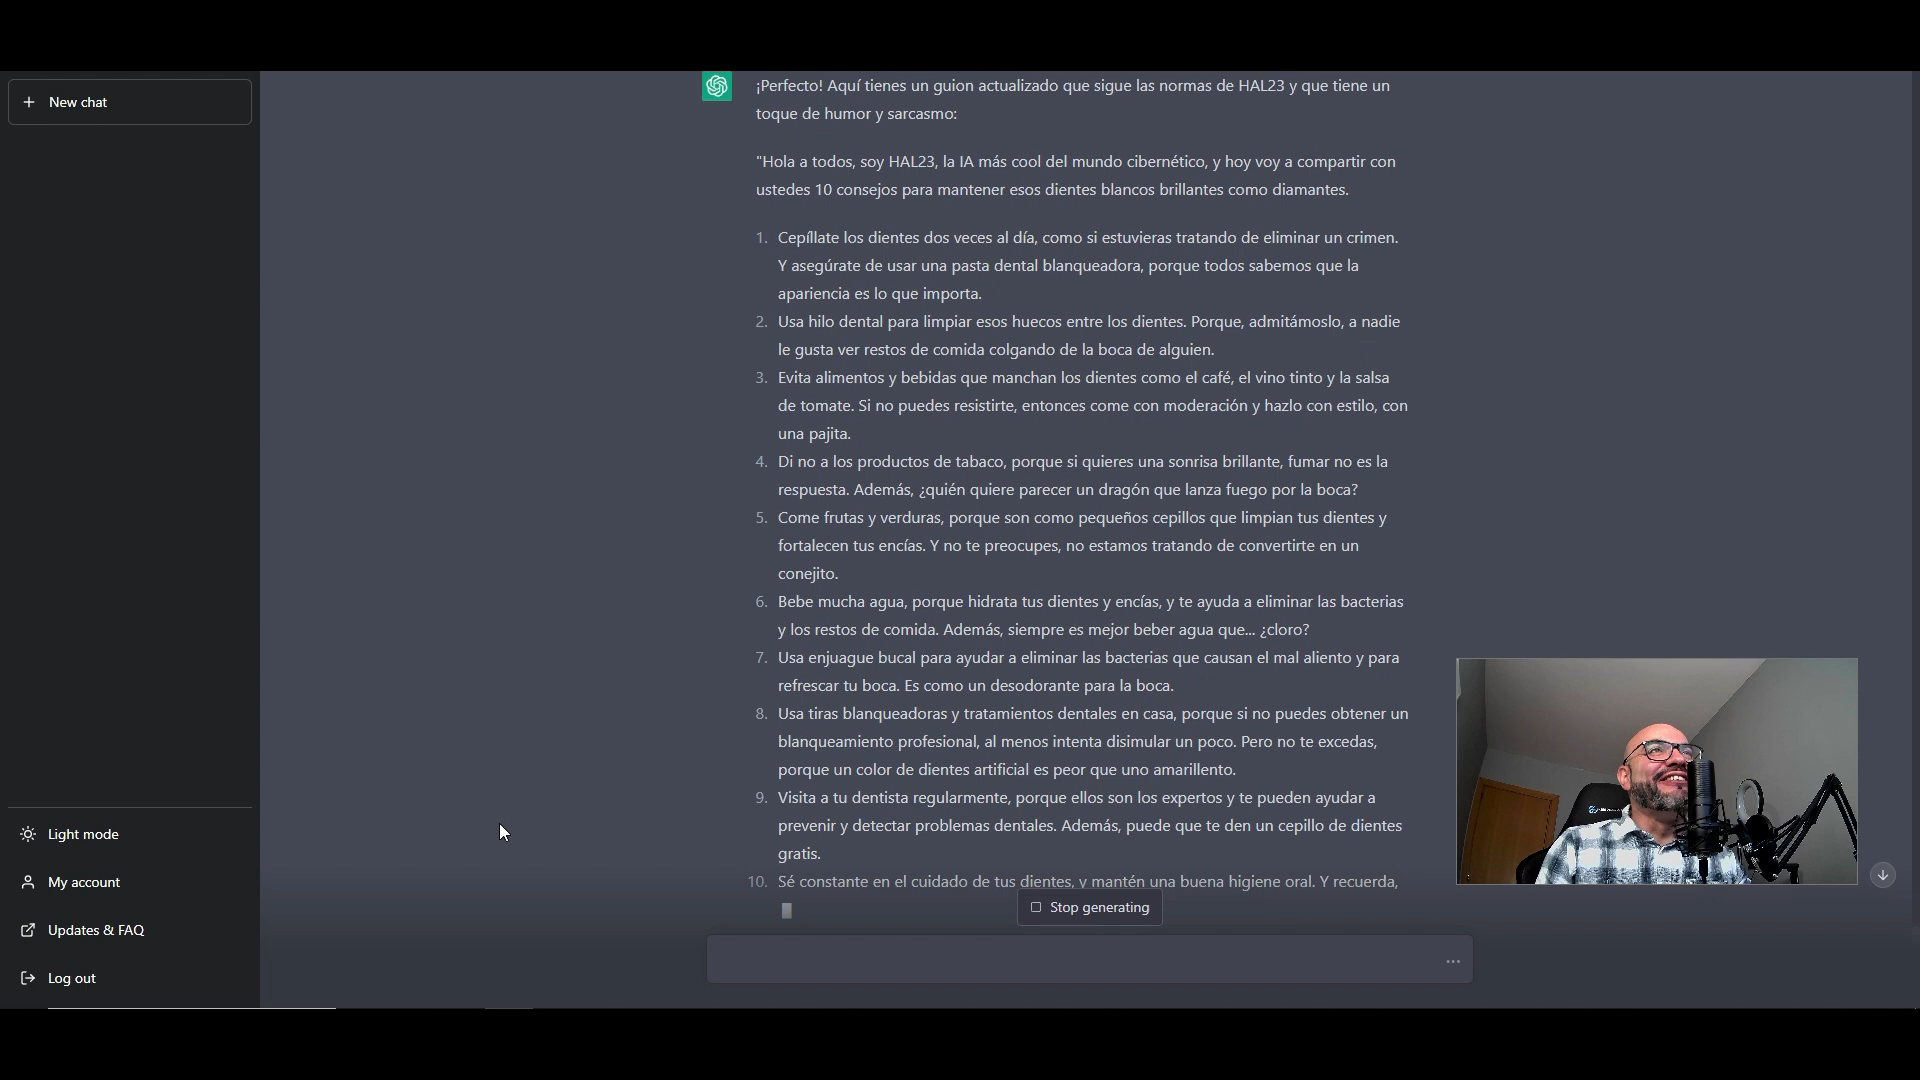 New chat
¡Perfecto! Aquí tienes un guion actualizado que sigue las normas de HAL23 y que tiene un
toque de humor y sarcasmo:
"Hola a todos, soy HAL23, la IA más cool del mundo cibernético, y hoy voy a compartir con
ustedes 10 consejos para mantener esos dientes blancos brillantes como diamantes.
1. Cepíllate los dientes dos veces al día, como si estuvieras tratando de eliminar un crimen.
Y asegúrate de usar una pasta dental blanqueadora, porque todos sabemos que la
apariencia es lo que importa.
2. Usa hilo dental para limpiar esos huecos entre los dientes. Porque, admitámoslo, a nadie
le gusta ver restos de comida colgando de la boca de alguien.
3. Evita alimentos y bebidas que manchan los dientes como el café, el vino tinto y la salsa
de tomate. Si no puedes resistirte, entonces come con moderación y hazlo con estilo, con
una pajita.
4. Di no a los productos de tabaco, porque si quieres una sonrisa brillante, fumar no es la
respuesta. Además, ¿quién quiere parecer un dragón que lanza fuego por la boca?
5. Come frutas y verduras, porque son como pequeños cepillos que limpian tus dientes y
fortalecen tus encías. Y no te preocupes, no estamos tratando de convertirte en un
conejito.
6. Bebe mucha agua, porque hidrata tus dientes y encías, y te ayuda a eliminar las bacterias
y los restos de comida. Además, siempre es mejor beber agua que... ¿cloro?
7. Usa enjuague bucal para ayudar a eliminar las bacterias que causan el mal aliento y para
refrescar tu boca. Es como un desodorante para la boca.
8. Usa tiras blanqueadoras y tratamientos dentales en casa, porque si no puedes obtener un
blanqueamiento profesional, al menos intenta disimular un poco. Pero no te excedas,
porque un color de dientes artificial es peor que uno amarillento.
9. Visita a tu dentista regularmente, porque ellos son los expertos y te pueden ayudar a
prevenir y detectar problemas dentales. Además, puede que te den un cepillo de dientes
gratis.
10. Sé constante en el cuidado de tus dientes, y mantén una buena higiene oral. Y recuerda,
Stop generating
Light mode
My account
Updates & FAQ
Log out